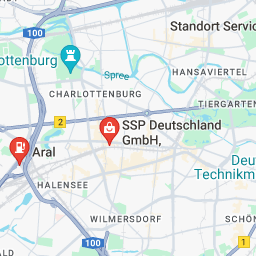 100
Standort Servic
ottenburg
Spree
HANSAVIERTEL
CHARLOTTENBURG
TIERGARTEN
2
SSP Deutschland
GmbH,
Aral
Deu
Technikm
HALENSEE
WILMERSDORF
SCHÖN
100